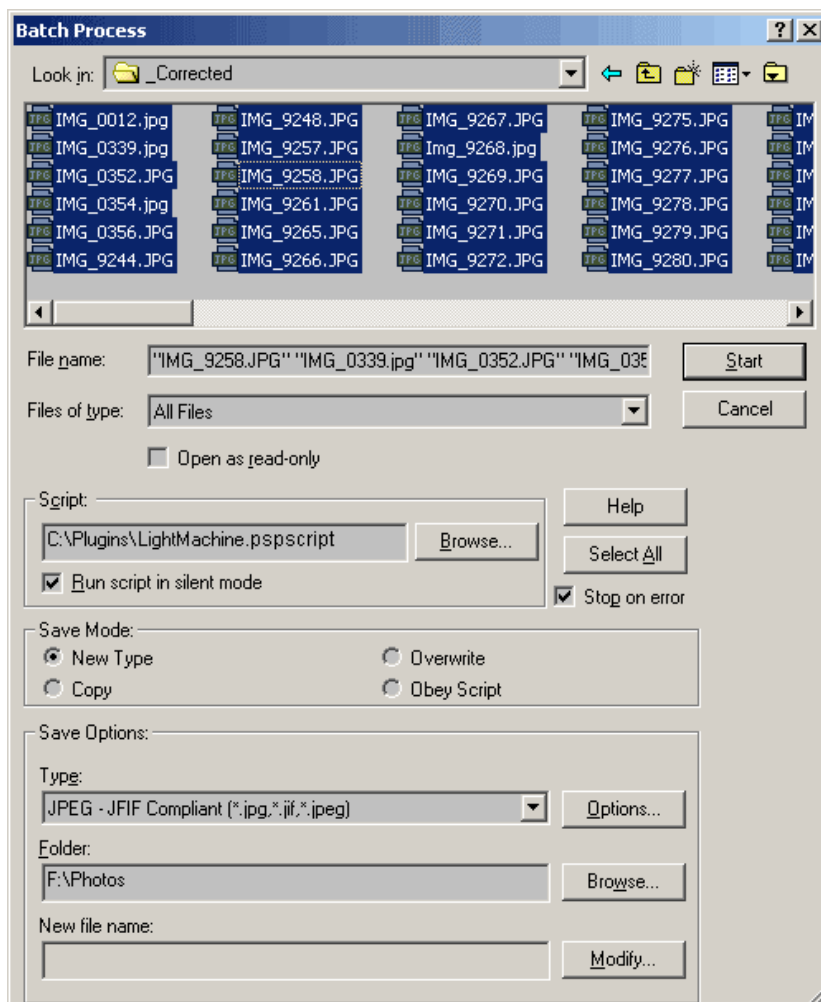 Batch Process
Look in: _Corrected
IMG_0012.jpg IMG_9248.JPG IMG_9267.JPG IMG_9275.JPG IM
IMG_0339.jpg IMG_9257.JPG Img_9268.jpg IMG_9276.JPG IM
IMG_0352.JPG IMG_9258.JPG IMG_9269.JPG IMG_9277.JPG IM
IMG_0354.jpg IMG_9261.JPG IMG_9270.JPG IMG_9278.JPG IM
IMG_0356.JPG IMG_9265.JPG IMG_9271.JPG IMG_9279.JPG IM
IMG_9244.JPG IMG_9266.JPG IMG_9272.JPG IMG_9280.JPG IM
File name: "IMG_9258.JPG" "IMG_0339.jpg" "IMG_0352.JPG" "IMG_035 Start
Files of type: All Files Cancel
Open as read-only
Script: Help
C:\Plugins\LightMachine.pspscript Browse...
Select All
Run script in silent mode
Stop on error
Save Mode:
New Type Overwrite
Copy Obey Script
Save Options:
Type:
JPEG - JFIF Compliant (*.jpg,*.jif,*.jpeg) Options...
Folder:
F:\Photos Browse...
New file name:
Modify...